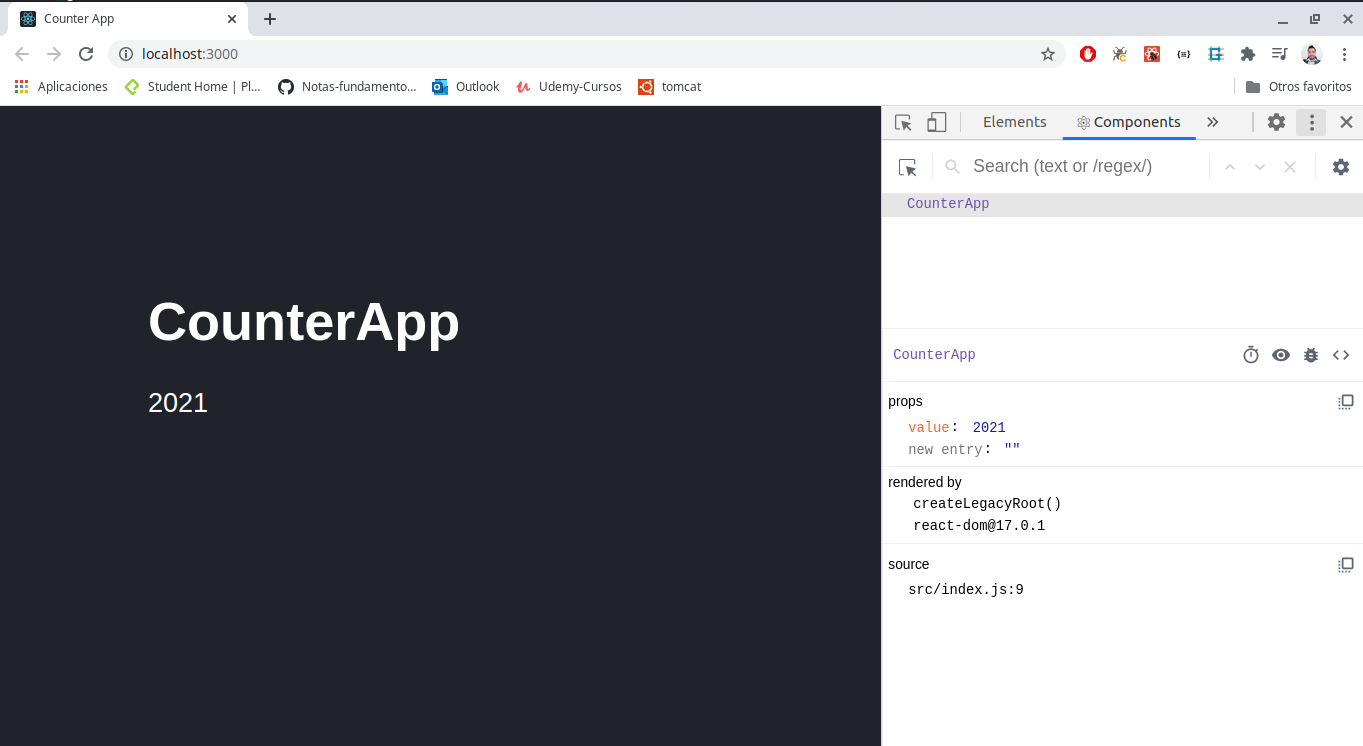 Counter App
localhost:3000
Aplicaciones Student Home | Pl... Notas-fundamento... Outlook Udemy-Cursos tomcat Otros favoritos
CounterApp
2021
Elements Components
Search (text or /regex/)
CounterApp
CounterApp
props
value: 2021
new entry: ""
rendered by
createLegacyRoot()
react-dom@17.0.1
source
src/index.js:9